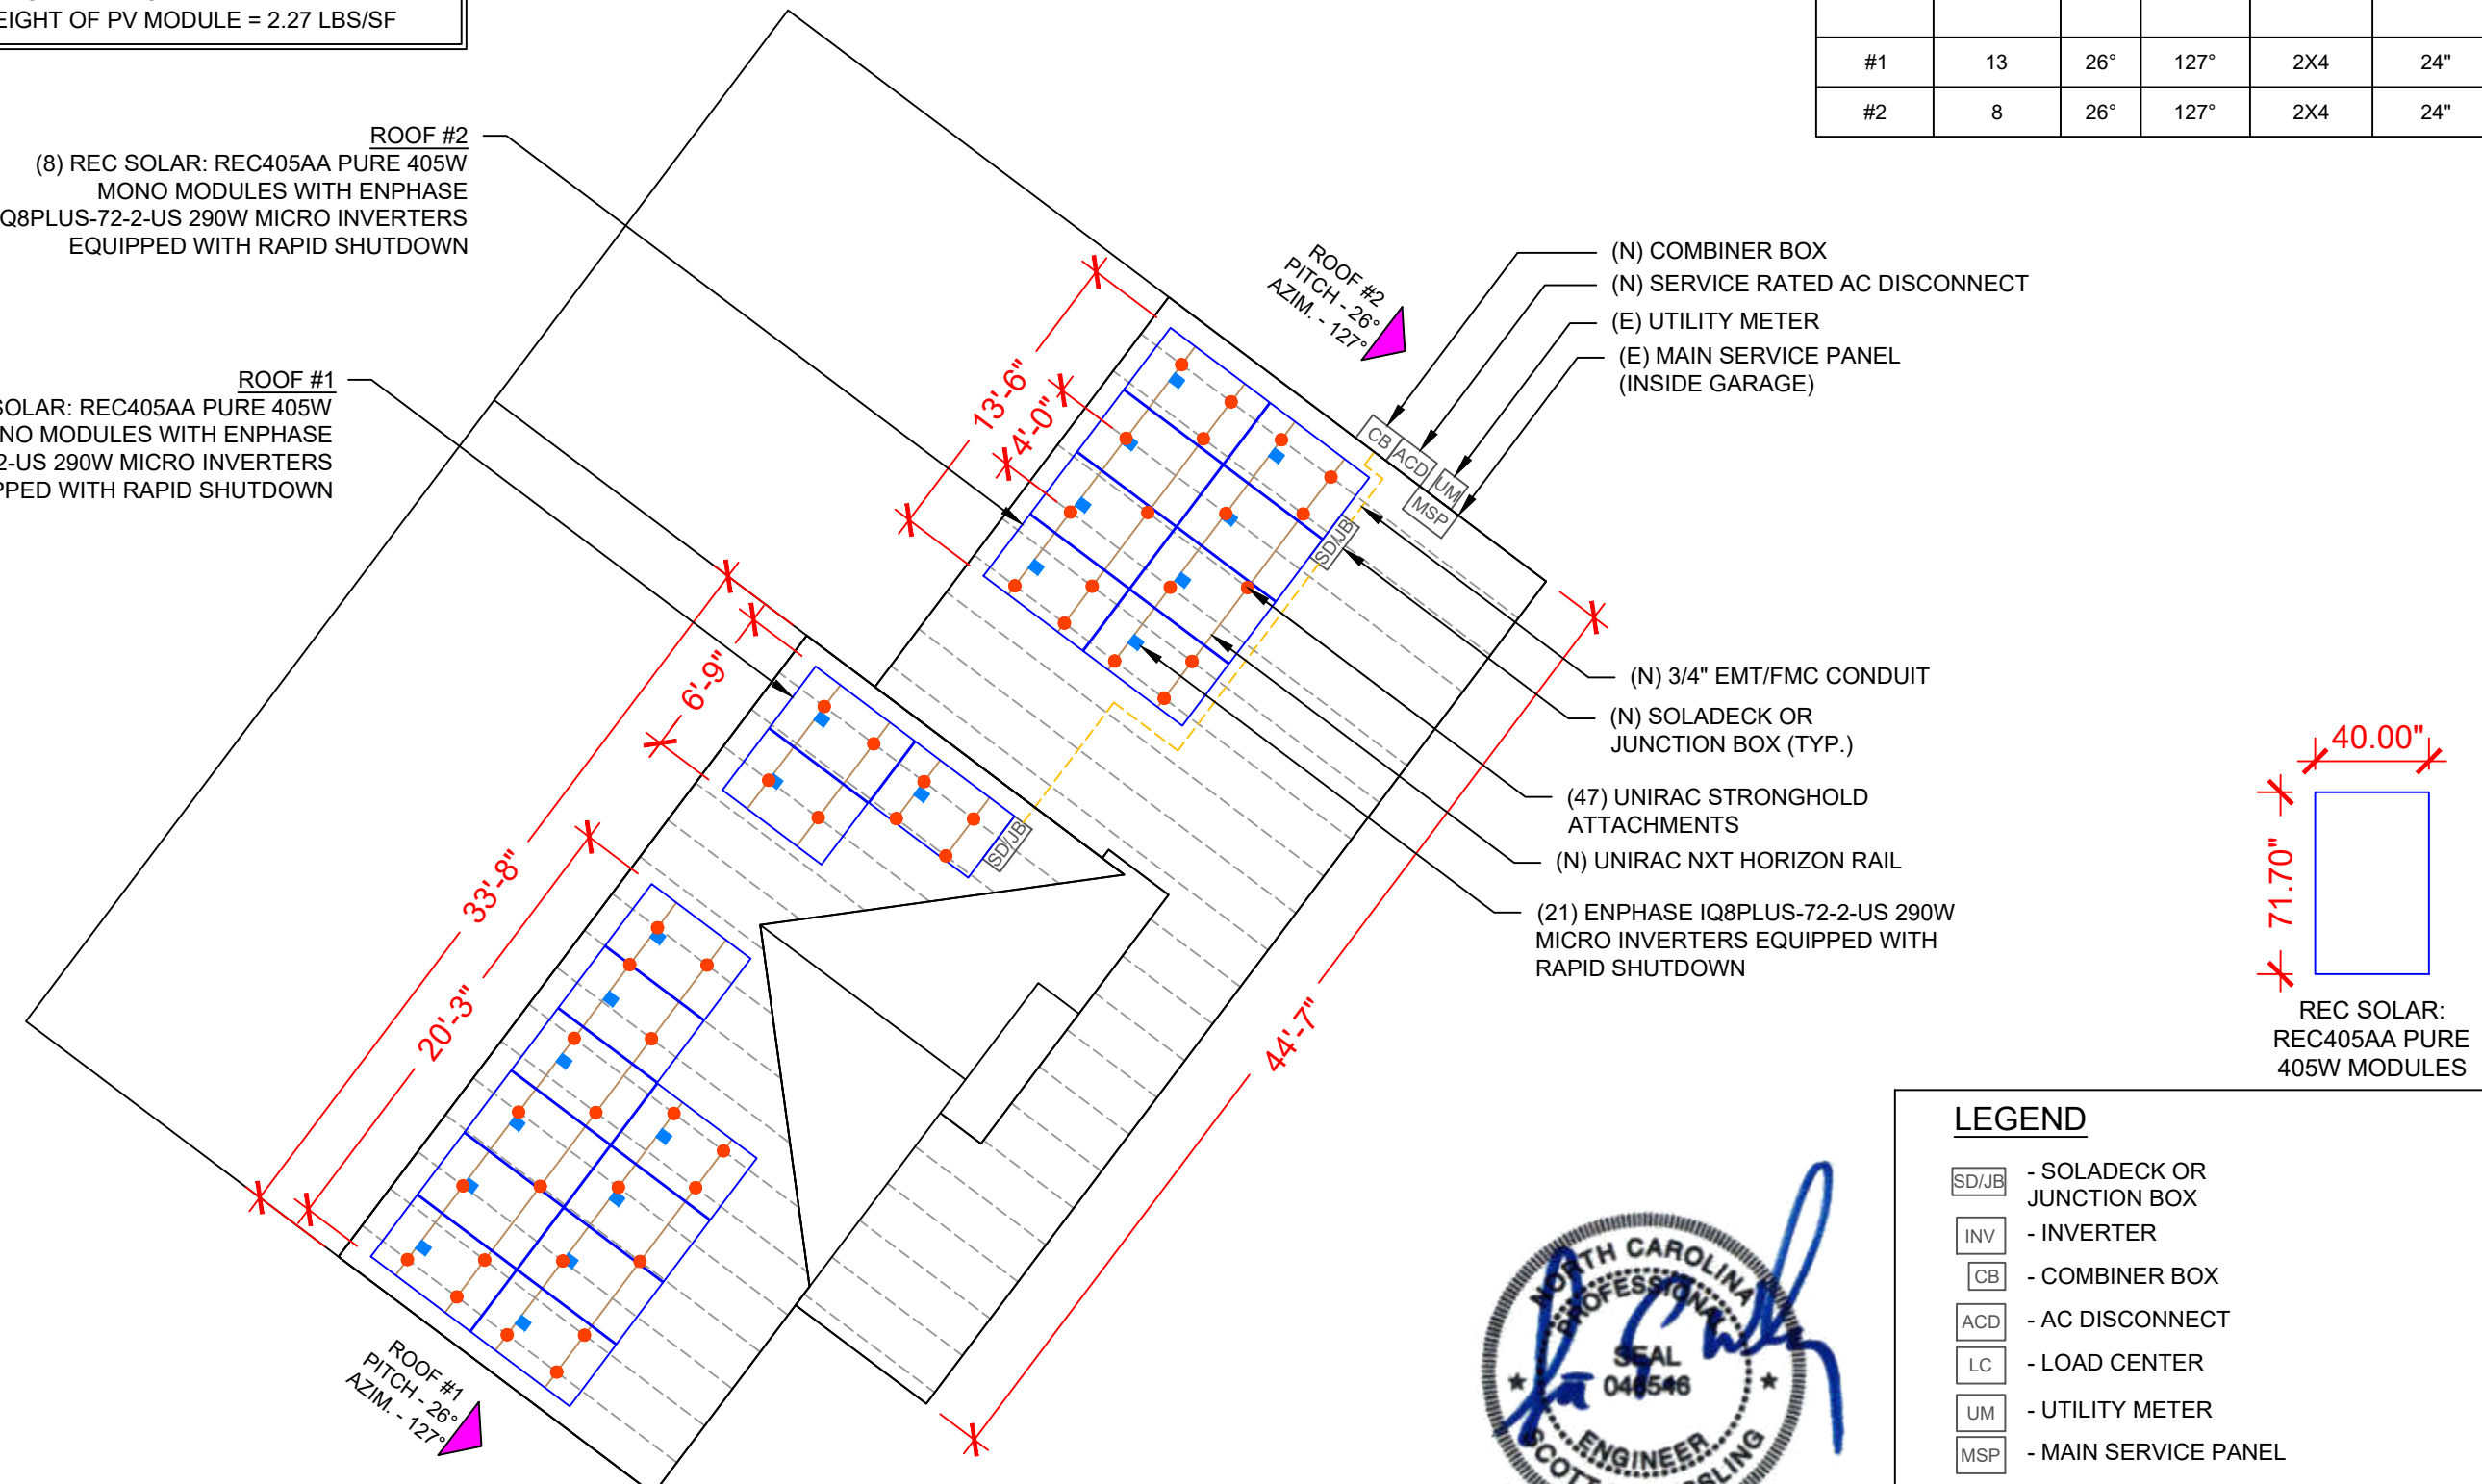 EIGHT OF PV MODULE = 2.27 LBS/SF
#1 13 26° 127° 2X4 24"
#2 8 26° 127° 2X4 24"
ROOF #2
(8) REC SOLAR: REC405AA PURE 405W
MONO MODULES WITH ENPHASE
Q8PLUS-72-2-US 290W MICRO INVERTERS
EQUIPPED WITH RAPID SHUTDOWN
ROOF #1
SOLAR: REC405AA PURE 405W
NO MODULES WITH ENPHASE
2-US 290W MICRO INVERTERS
PPED WITH RAPID SHUTDOWN
ROOF #2
PITCH - 26°
AZIM. - 127°
(N) COMBINER BOX
(N) SERVICE RATED AC DISCONNECT
(E) UTILITY METER
(E) MAIN SERVICE PANEL
(INSIDE GARAGE)
13'-6"
4'-0"
CB
ACD
UM
MSP
SD/JB
6'-9"
SD/JB
33'-8"
20'-3"
44'-7"
(N) 3/4" EMT/FMC CONDUIT
(N) SOLADECK OR
JUNCTION BOX (TYP.)
(47) UNIRAC STRONGHOLD
ATTACHMENTS
(N) UNIRAC NXT HORIZON RAIL
(21) ENPHASE IQ8PLUS-72-2-US 290W
MICRO INVERTERS EQUIPPED WITH
RAPID SHUTDOWN
40.00"
71.70"
REC SOLAR:
REC405AA PURE
405W MODULES
ROOF #1
PITCH - 26°
AZIM. - 127°
NORTH CAROLINA
PROFESSIONAL
SEAL
ENGINEER
LEGEND
SD/JB - SOLADECK OR
JUNCTION BOX
INV - INVERTER
CB - COMBINER BOX
ACD - AC DISCONNECT
LC - LOAD CENTER
UM - UTILITY METER
MSP - MAIN SERVICE PANEL